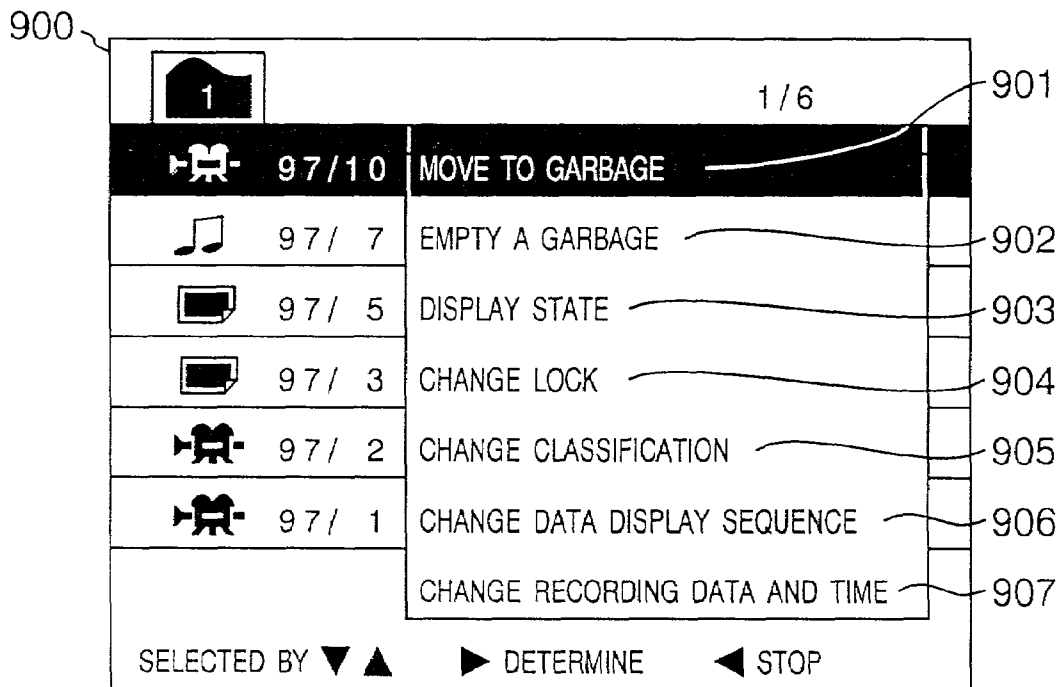 900
1 1/6 901
97/10 MOVE TO GARBAGE
97/ 7 EMPTY A GARBAGE 902
97/ 5 DISPLAY STATE 903
97/ 3 CHANGE LOCK 904
97/ 2 CHANGE CLASSIFICATION 905
97/ 1 CHANGE DATA DISPLAY SEQUENCE 906
CHANGE RECORDING DATA AND TIME 907
SELECTED BY ▼ ▲ ▶ DETERMINE ◀ STOP